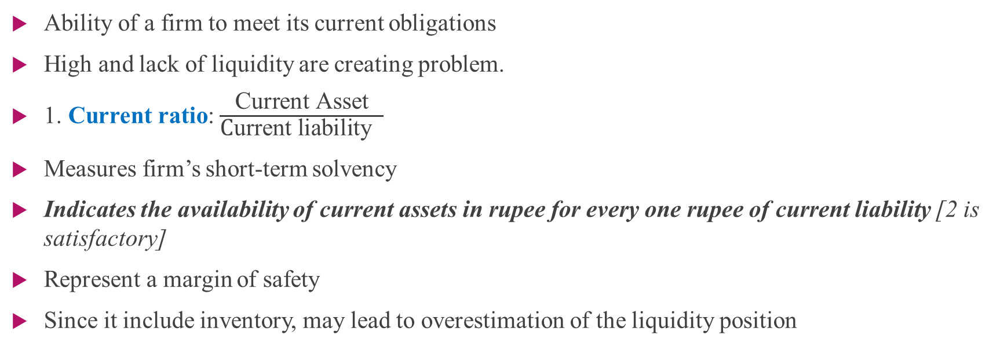 Ability of a firm to meet its current obligations
High and lack of liquidity are creating problem.
1. Current ratio: Current Asset
Current liability
Measures firm’s short-term solvency
Indicates the availability of current assets in rupee for every one rupee of current liability [2 is
satisfactory]
Represent a margin of safety
Since it include inventory, may lead to overestimation of the liquidity position